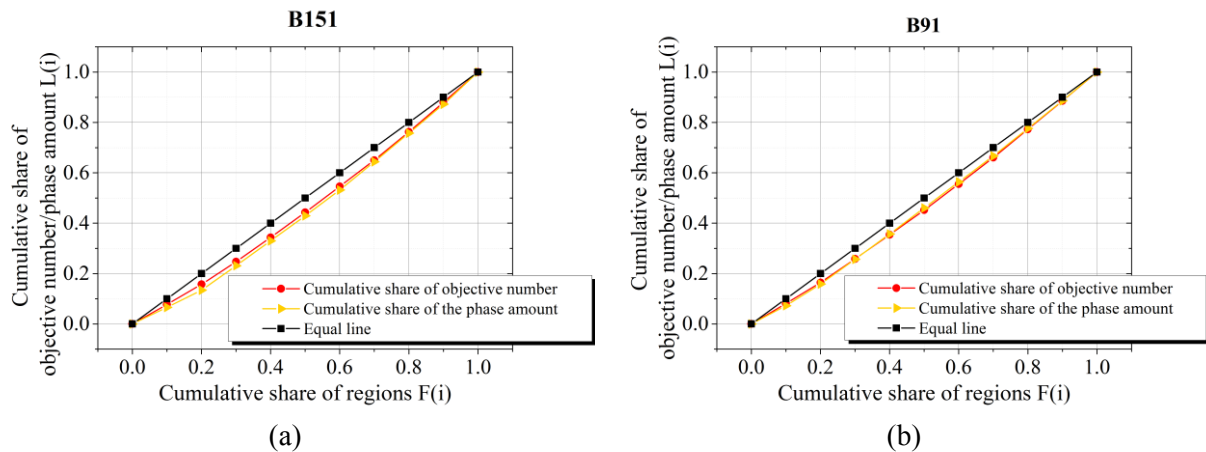 B151
Cumulative share of
objective number/phase amount L(i)
1.0
0.8
0.6
0.4
0.2
0.0
Cumulative share of objective number
Cumulative share of the phase amount
Equal line
0.0 0.2 0.4 0.6 0.8 1.0
Cumulative share of regions F(i)
(a)
B91
Cumulative share of
objective number/phase amount L(i)
1.0
0.8
0.6
0.4
0.2
0.0
Cumulative share of objective number
Cumulative share of the phase amount
Equal line
0.0 0.2 0.4 0.6 0.8 1.0
Cumulative share of regions F(i)
(b)